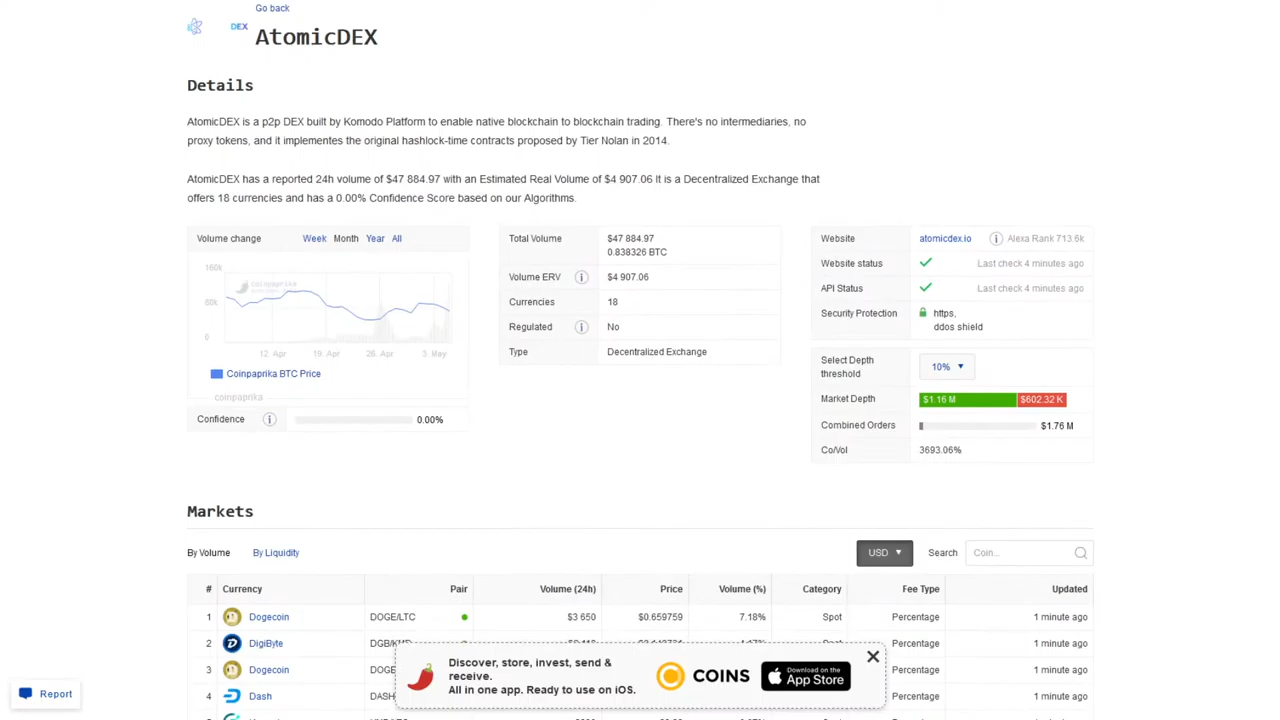 Go back
DEX
AtomicDEX
Details
AtomicDEX is a p2p DEX built by Komodo Platform to enable native blockchain to blockchain trading. There's no intermediaries, no
proxy tokens, and it implements the original hashlock-time contracts proposed by Tier Nolan in 2014.
AtomicDEX has a reported 24h volume of $47 884.97 with an Estimated Real Volume of $4 907.06 It is a Decentralized Exchange that
offers 18 currencies and has a 0.00% Confidence Score based on our Algorithms.
Volume change Week Month Year All
160k
80k
0
coinpaprika
12. Apr 19. Apr 26. Apr 3. May
Coinpaprika BTC Price
coinpaprika
Confidence i 0.00%
Total Volume $47 884.97
0.838326 BTC
Volume ERV i $4 907.06
Currencies 18
Regulated i No
Type Decentralized Exchange
Website atomicdex.io i Alexa Rank 713.6k
Website status Last check 4 minutes ago
API Status Last check 4 minutes ago
Security Protection https,
ddos shield
Select Depth
threshold 10%
Market Depth $1.16 M $602.32 K
Combined Orders $1.76 M
Co/Vol 3693.06%
Markets
By Volume By Liquidity USD Search Coin...
# Currency Pair Volume (24h) Price Volume (%) Category Fee Type Updated
1 Dogecoin DOGE/LTC $3 650 $0.659759 7.18% Spot Percentage 1 minute ago
2 DigiByte Percentage 1 minute ago
3 Dogecoin Percentage 1 minute ago
4 Dash Percentage 1 minute ago
Discover, store, invest, send &
receive.
All in one app. Ready to use on iOS.
COINS
Download on the
App Store
Report